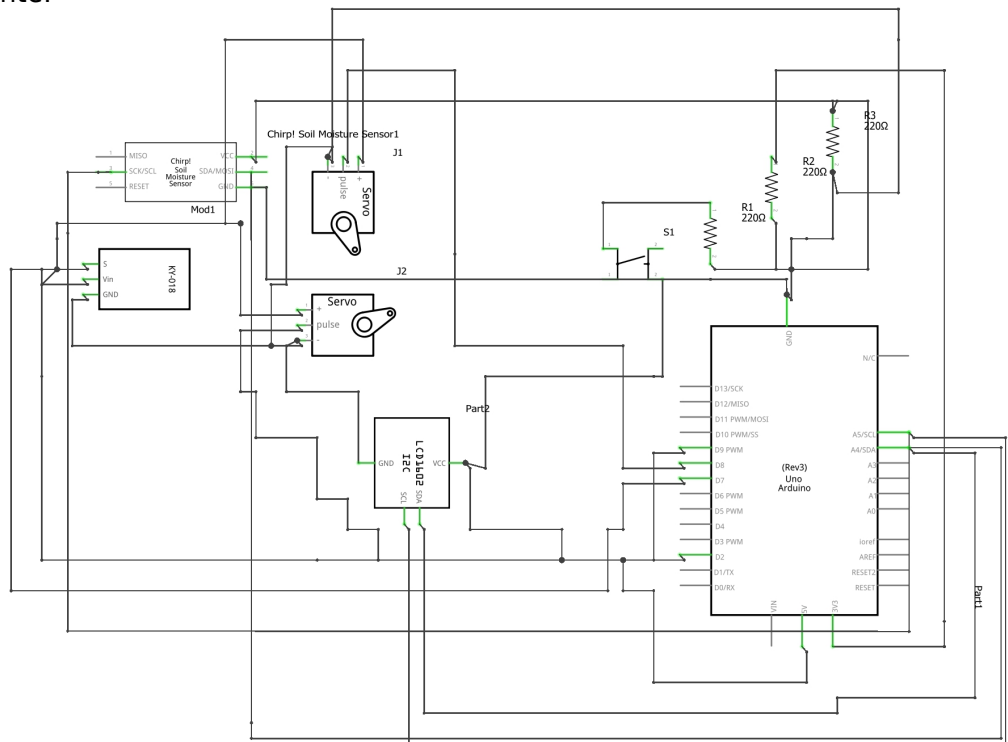 Chirp! Soil Moisture Sensor1
J1
MISO
SCK/SCL
RESET
Chirp!
Soil
Moisture
Sensor
VCC
SDA/MOSI
GND
Mod1
pulse
+
Servo
R3
220Ω
R2
220Ω
R1
220Ω
S1
J2
S
Vin
GND
KY-018
Servo
+
pulse
-
Part2
LCD1602
I2C
GND
VCC
SCL
SDA
GND
N/C
D13/SCK
D12/MISO
D11 PWM/MOSI
D10 PWM/SS
D9 PWM
D8
D7
D6 PWM
D5 PWM
D4
D3 PWM
D2
D1/TX
D0/RX
(Rev3)
Uno
Arduino
A5/SCL
A4/SDA
A3
A2
A1
A0
ioref
AREF
RESET2
RESET
VIN
5V
3V3
Part1